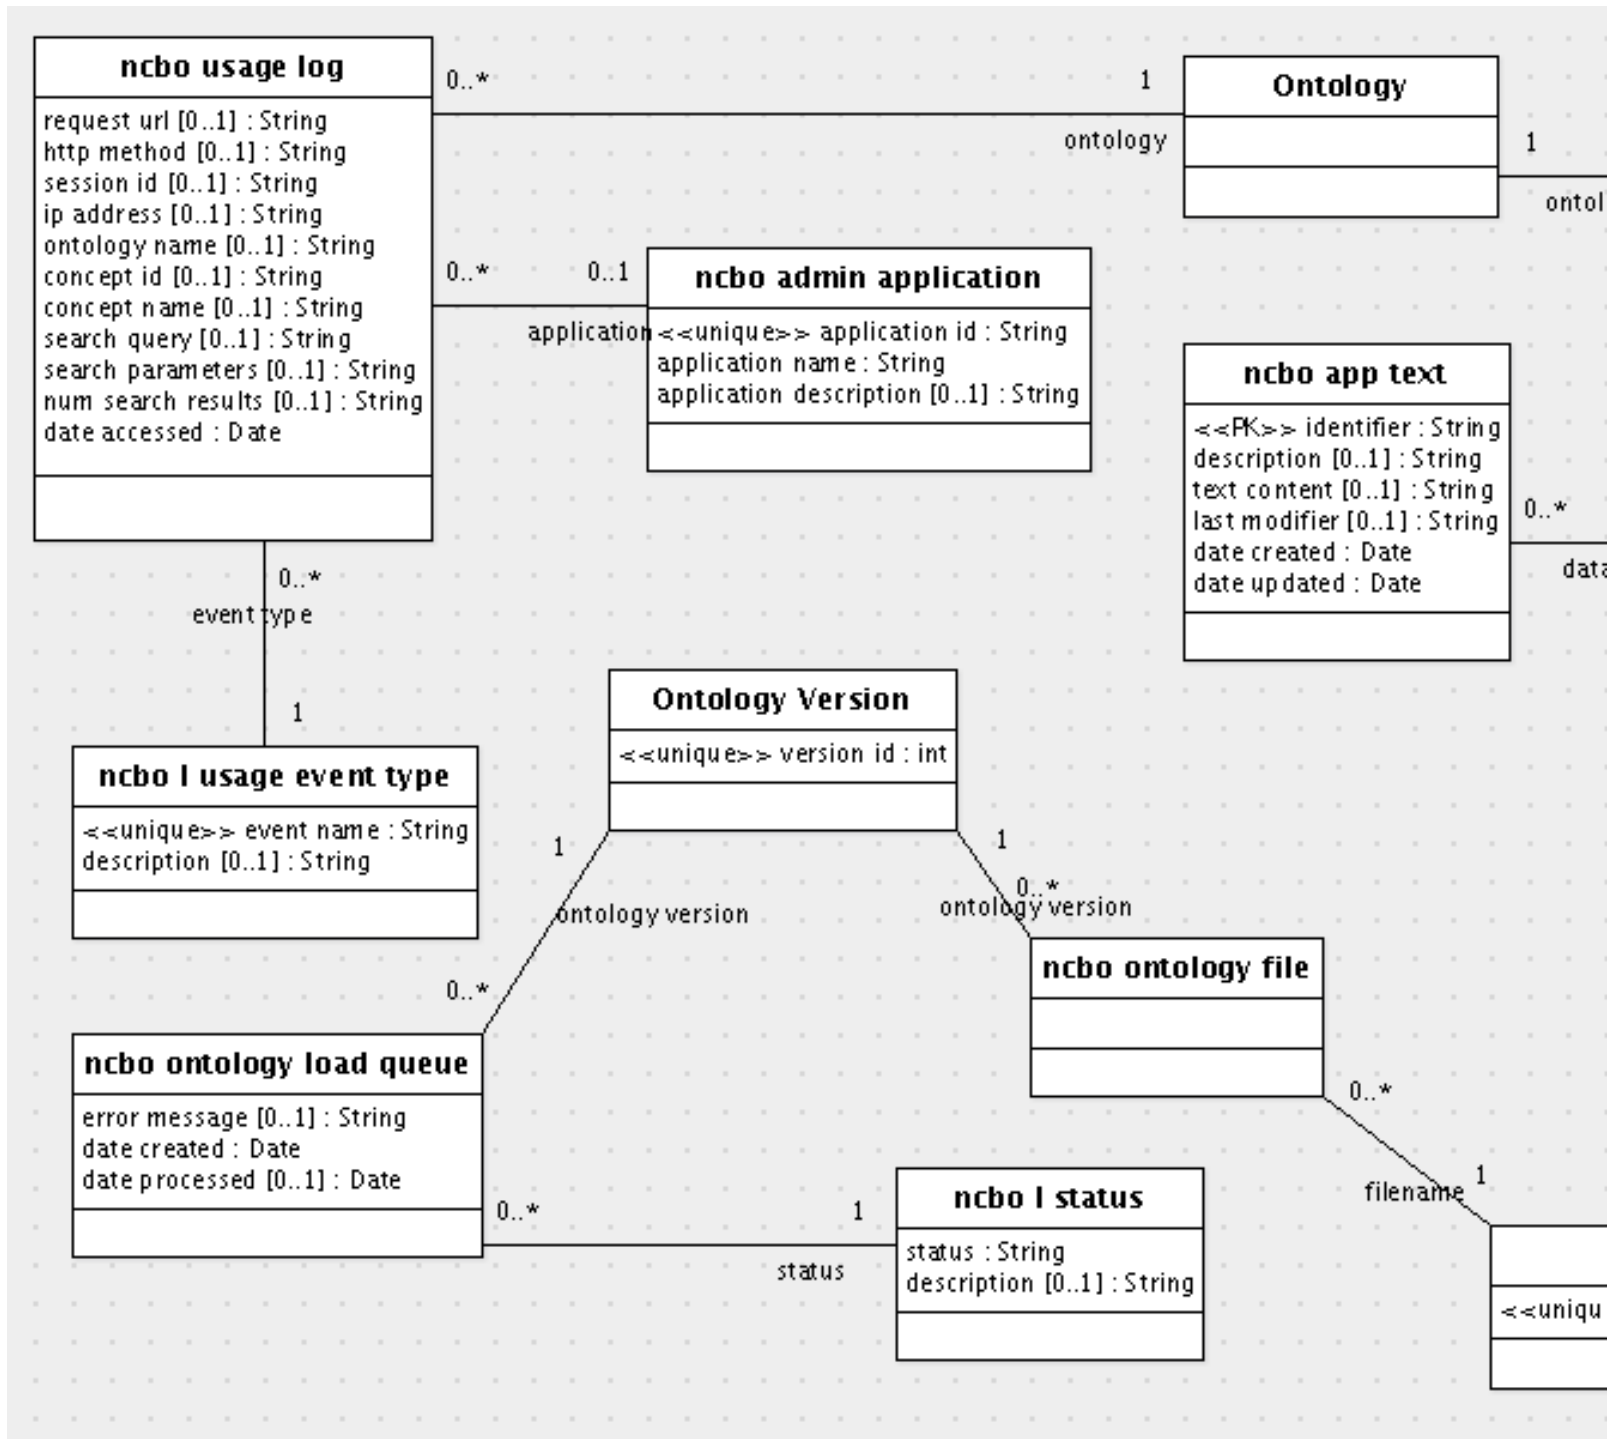 ncbo usage log
request url [0..1] : String
http method [0..1] : String
session id [0..1] : String
ip address [0..1] : String
ontology name [0..1] : String
concept id [0..1] : String
concept name [0..1] : String
search query [0..1] : String
search parameters [0..1] : String
num search results [0..1] : String
date accessed : Date
0..*
1
ontology
Ontology
1
ontol
0..*
0..1
application
ncbo admin application
<<unique>> application id : String
application name : String
application description [0..1] : String
ncbo app text
<<PK>> identifier : String
description [0..1] : String
text content [0..1] : String
last modifier [0..1] : String
date created : Date
date updated : Date
0..*
data
0..*
event type
1
ncbo l usage event type
<<unique>> event name : String
description [0..1] : String
Ontology Version
<<unique>> version id : int
1
ontology version
0..*
1
0..*
ontology version
ncbo ontology file
ncbo ontology load queue
error message [0..1] : String
date created : Date
date processed [0..1] : Date
0..*
1
status
ncbo l status
status : String
description [0..1] : String
0..*
1
filename
<<uniqu